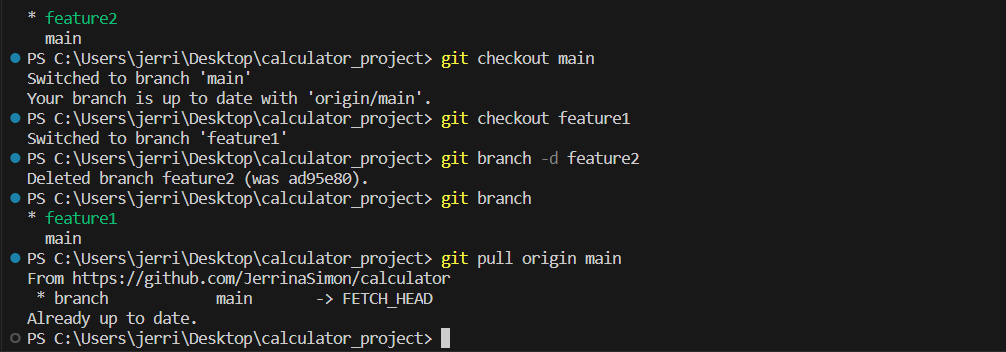 * feature2
  main
PS C:\Users\jerri\Desktop\calculator_project> git checkout main
Switched to branch 'main'
Your branch is up to date with 'origin/main'.
PS C:\Users\jerri\Desktop\calculator_project> git checkout feature1
Switched to branch 'feature1'
PS C:\Users\jerri\Desktop\calculator_project> git branch -d feature2
Deleted branch feature2 (was ad95e80).
PS C:\Users\jerri\Desktop\calculator_project> git branch
* feature1
  main
PS C:\Users\jerri\Desktop\calculator_project> git pull origin main
From https://github.com/JerrinaSimon/calculator
 * branch            main       -> FETCH_HEAD
Already up to date.
PS C:\Users\jerri\Desktop\calculator_project>